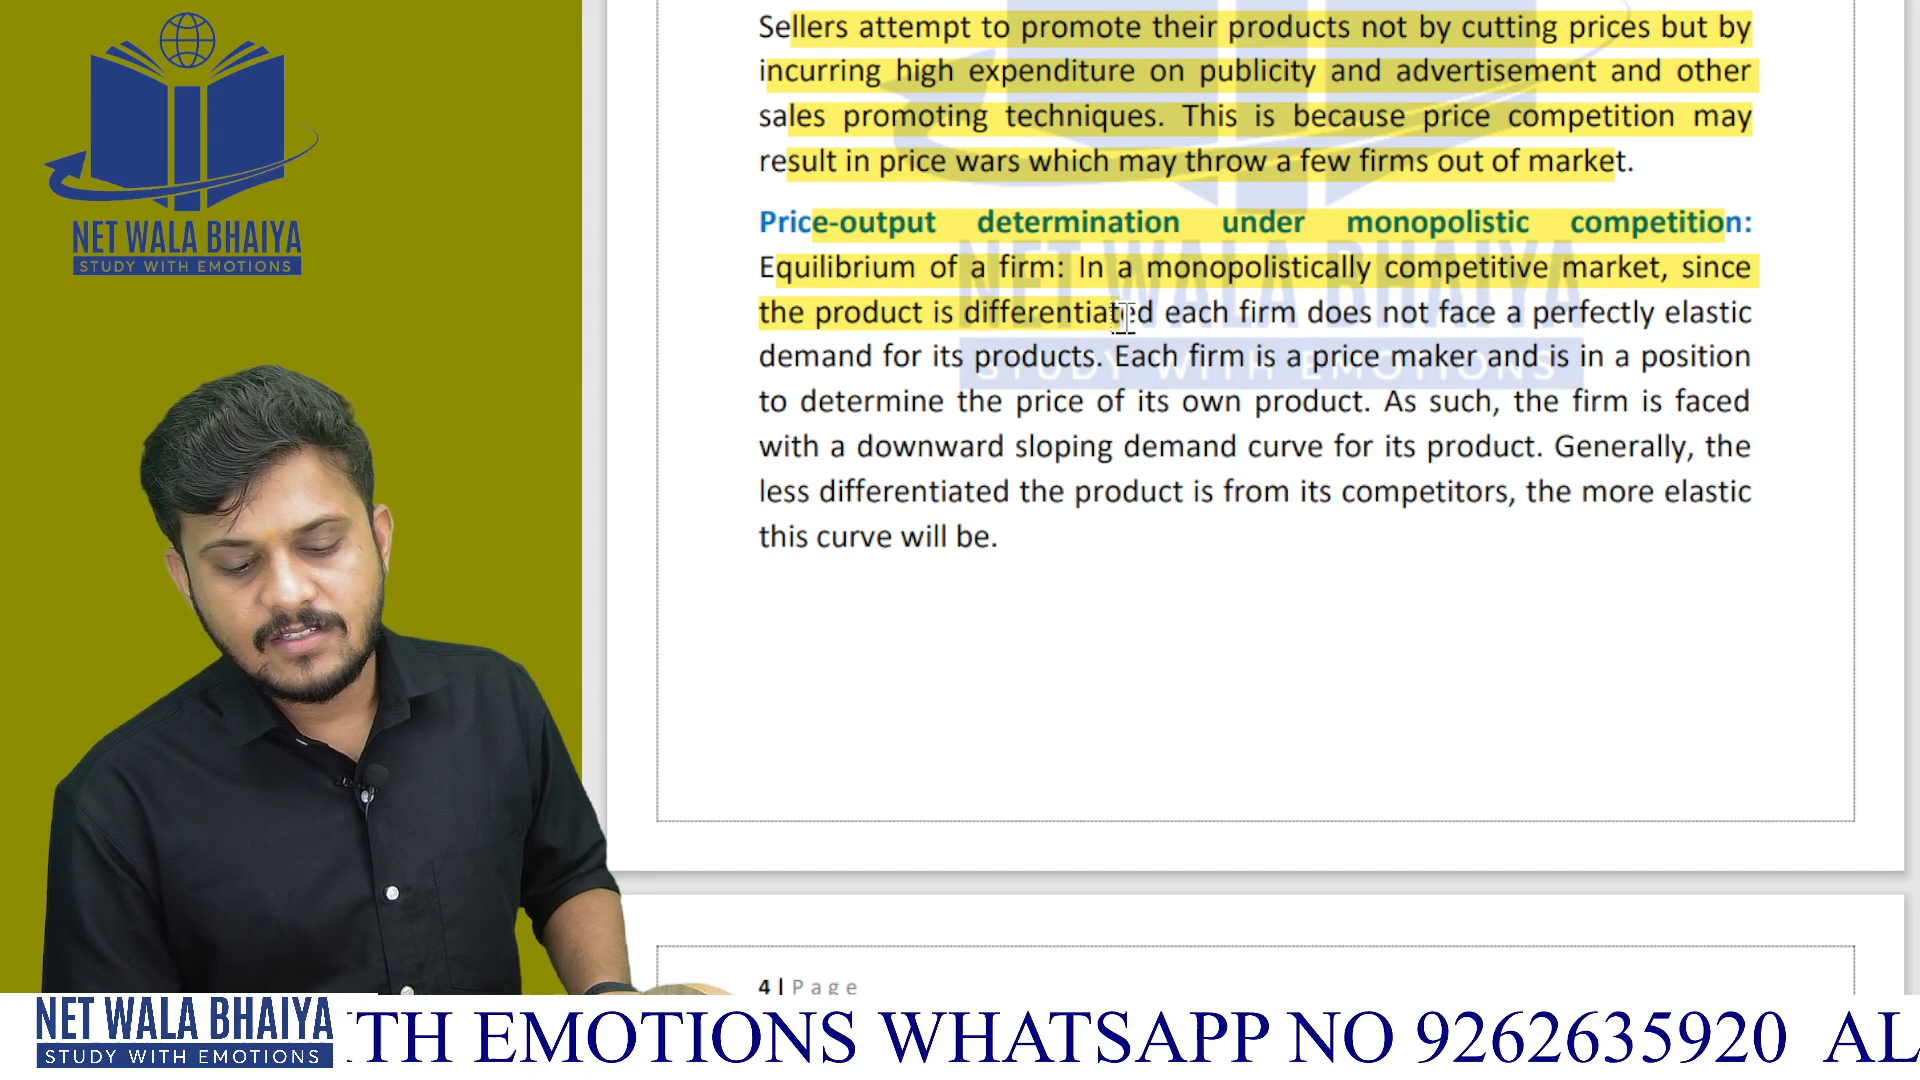 NET WALA BHAIYA
STUDY WITH EMOTIONS
Sellers attempt to promote their products not by cutting prices but by
incurring high expenditure on publicity and advertisement and other
sales promoting techniques. This is because price competition may
result in price wars which may throw a few firms out of market.
Price-output determination under monopolistic competition:
Equilibrium of a firm: In a monopolistically competitive market, since
the product is differentiated each firm does not face a perfectly elastic
demand for its products. Each firm is a price maker and is in a position
to determine the price of its own product. As such, the firm is faced
with a downward sloping demand curve for its product. Generally, the
less differentiated the product is from its competitors, the more elastic
this curve will be.
NET WALA BHAIYA
STUDY WITH EMOTIONS
4 | Page
NET WALA BHAIYA
STUDY WITH EMOTIONS
TH EMOTIONS WHATSAPP NO 9262635920 AL